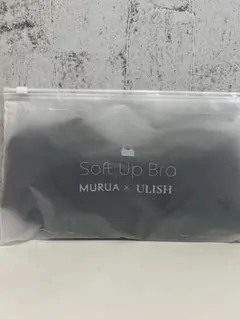 Soft Up Bra
MURUA × ULISH